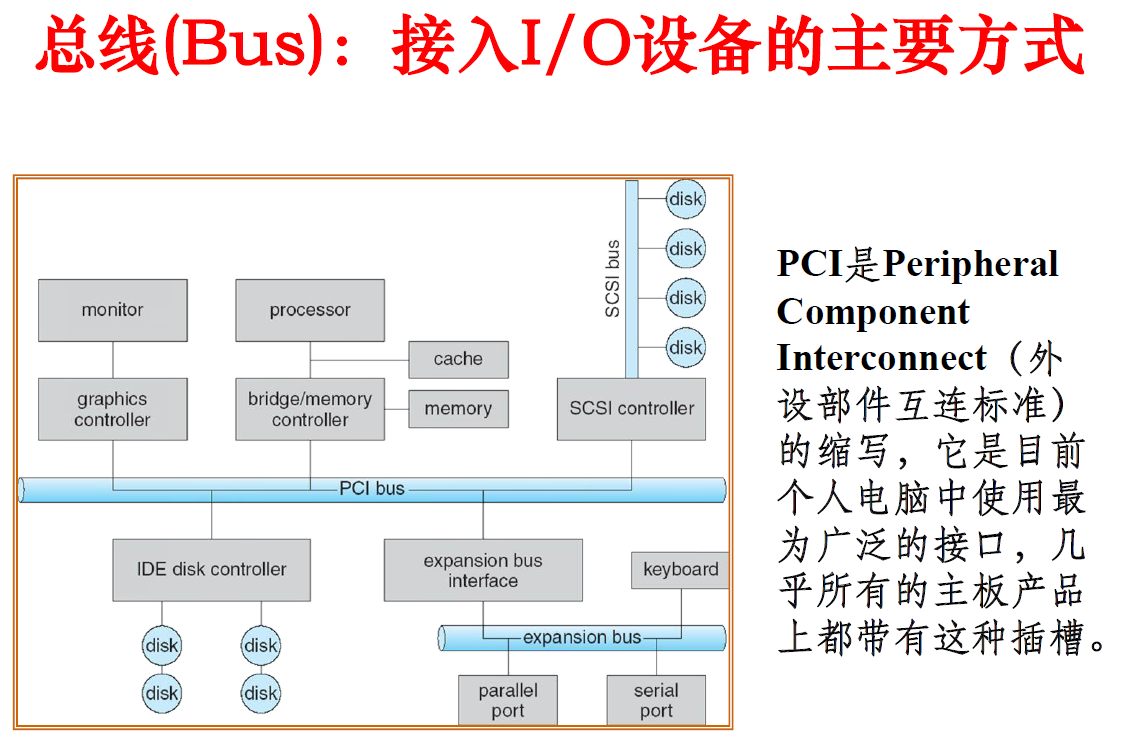 总线(Bus)：接入I/O设备的主要方式
disk
disk
SCSI bus
disk
disk
monitor
processor
cache
graphics
controller
bridge/memory
controller
memory
SCSI controller
PCI bus
IDE disk controller
expansion bus
interface
keyboard
expansion bus
disk
disk
disk
disk
parallel
port
serial
port
PCI是Peripheral
Component
Interconnect（外
设部件互连标准）
的缩写，它是目前
个人电脑中使用最
为广泛的接口，几
乎所有的主板产品
上都带有这种插槽。